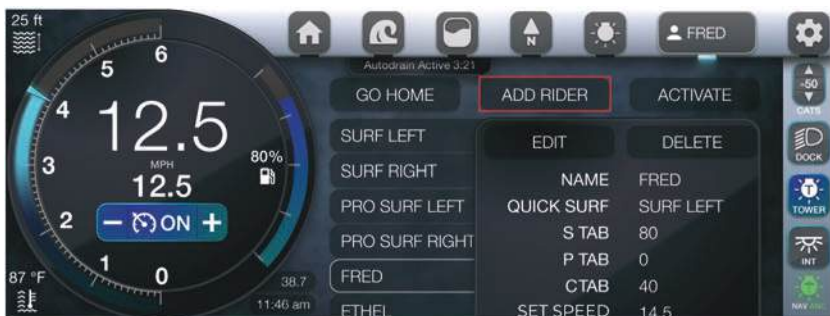 25 ft
FRED
Autodrain Active 3:21
6
5
4
3
2
1
0
12.5
MPH
12.5
ON
80%
87 °F
38.7
11:46 am
GO HOME
ADD RIDER
ACTIVATE
SURF LEFT
SURF RIGHT
PRO SURF LEFT
PRO SURF RIGHT
FRED
ETHEL
EDIT
DELETE
NAME FRED
QUICK SURF SURF LEFT
S TAB 80
P TAB 0
CTAB 40
SET SPEED 14.5
N
-50
CATS
DOCK
T
TOWER
INT
NAV ANC